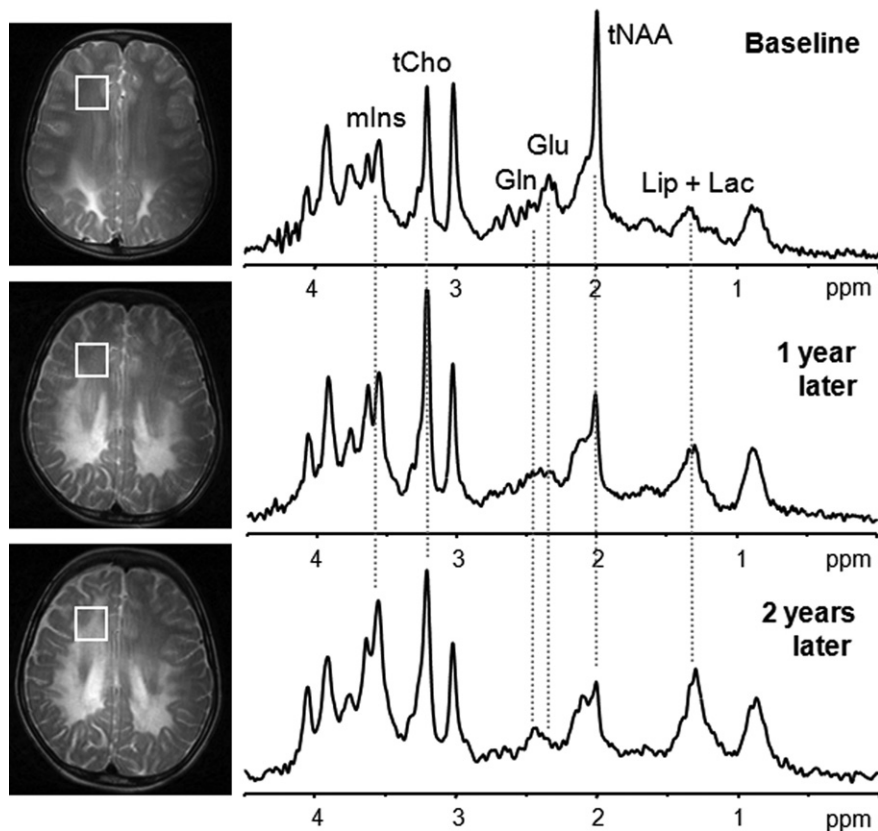 tNAA
Baseline
tCho
mIns
Glu
Gln
Lip + Lac
4 3 2 1 ppm
1 year
later
4 3 2 1 ppm
2 years
later
4 3 2 1 ppm